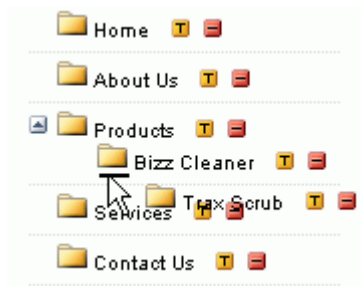 Home T
About Us T
Products T
Bizz Cleaner T
Trax Scrub T
Services T
Contact Us T